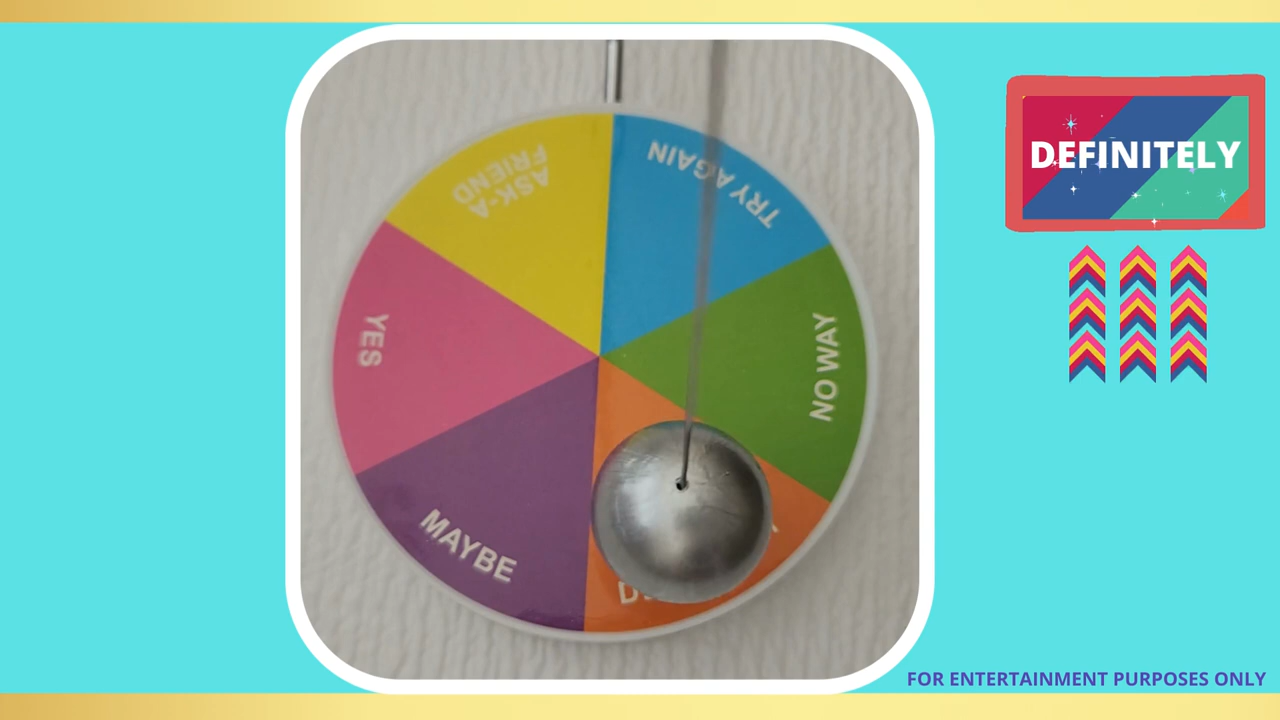 ASK-A
FRIEND
TRY AGAIN
YES
NO WAY
MAYBE
DEFINITELY
FOR ENTERTAINMENT PURPOSES ONLY